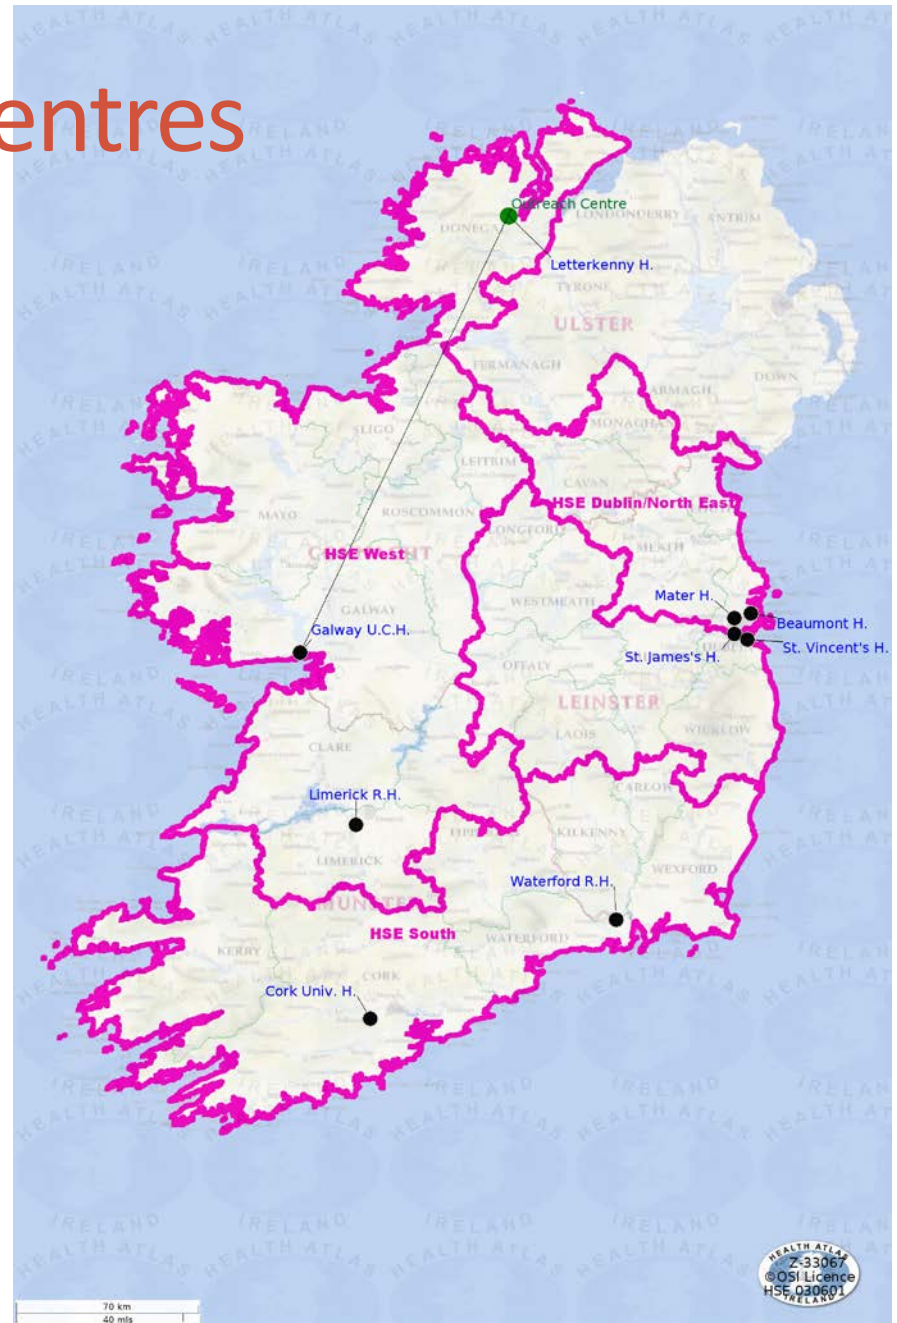 entres
Outreach Centre
LONDONDERRY
ANTRIM
DONEGA
Letterkenny H.
TYRONE
ULSTER
FERMANAGH
DOWN
ARMAGH
MONAGHAN
SLIGO
LEITRIM
CAVAN
HSE Dublin/North East
MAYO
ROSCOMMON
LONGFORD
MEATH
HSE West
WESTMEATH
Mater H.
GALWAY
Beaumont H.
Galway U.C.H.
St. Vincent's H.
St. James's H.
OFFALY
LEINSTER
LAOIS
WICKLOW
CLARE
Limerick R.H.
CARLOW
KILKENNY
LIMERICK
WEXFORD
Waterford R.H.
MUNSTE
HSE South
WATERFORD
KERRY
CORK
Cork Univ. H.
HEALTH ATLAS
Z-33067
©OSI Licence
HSE 030601
IRELAND
70 km
40 mls